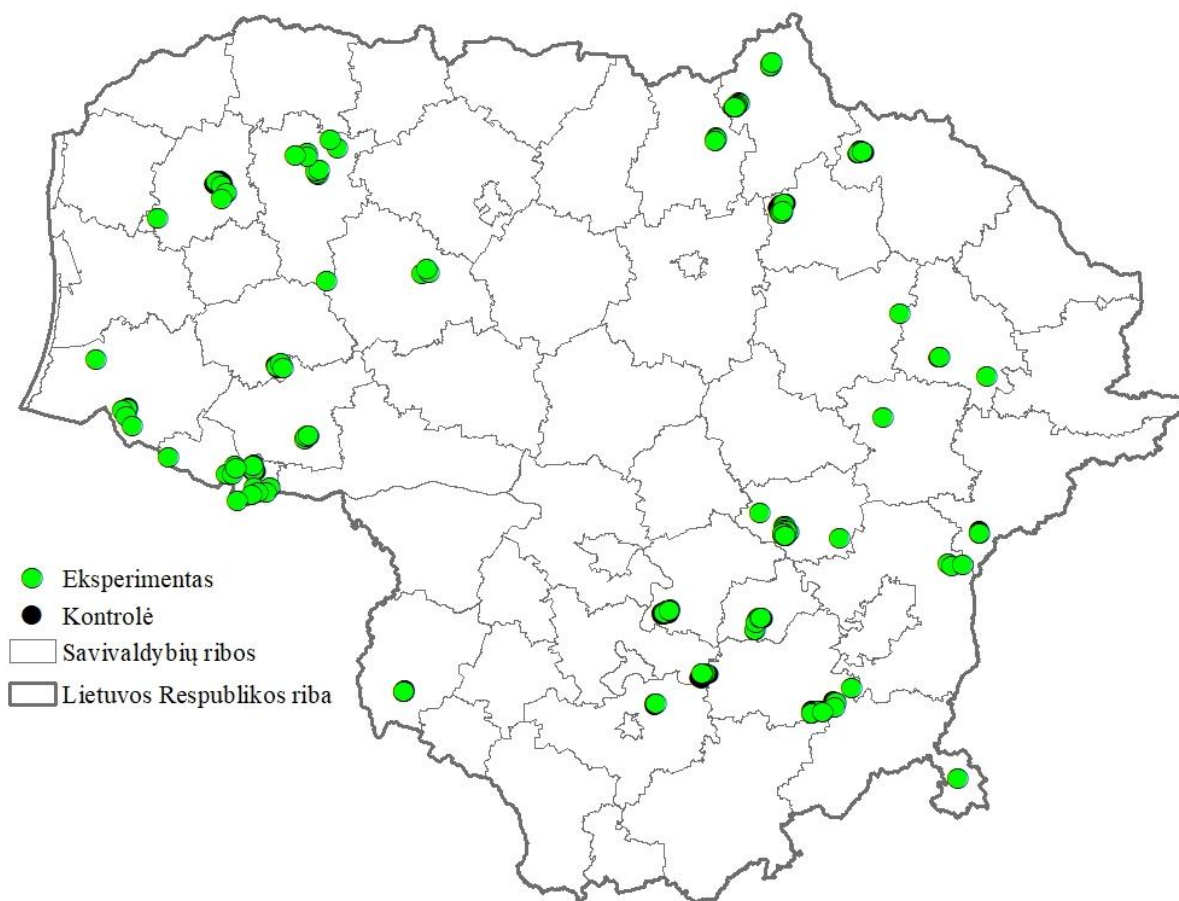 Eksperimentas
Kontrolė
Savivaldybių ribos
Lietuvos Respublikos riba